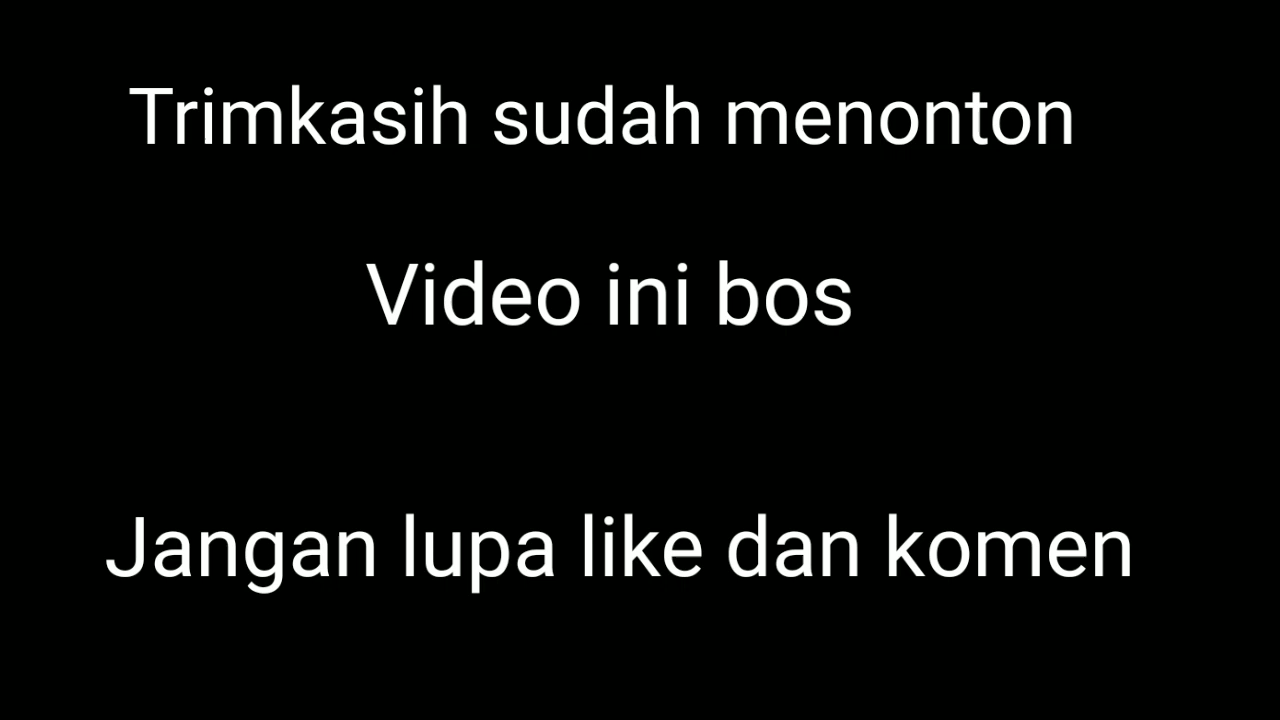 Trimkasih sudah menonton
Video ini bos
Jangan lupa like dan komen